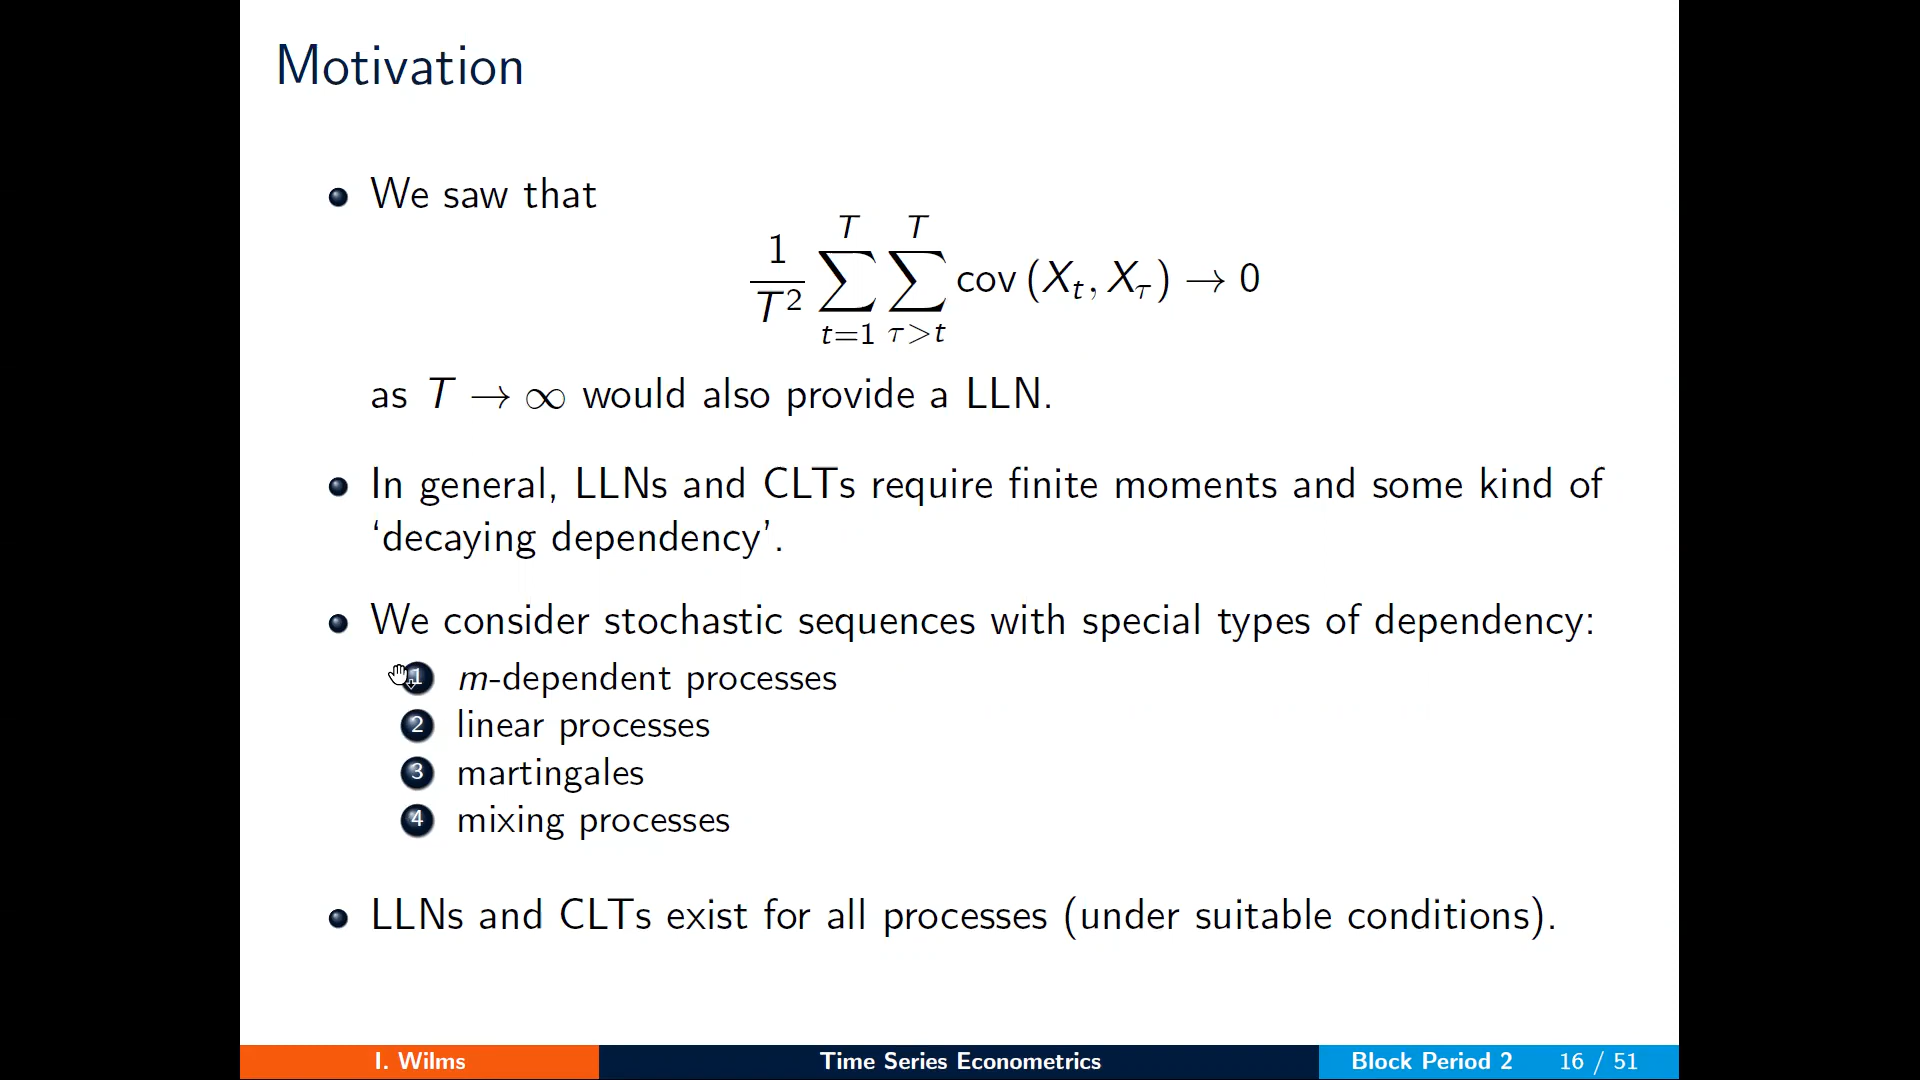 Motivation
We saw that
1/T² ∑_{t=1}^{T} ∑_{τ>t}^{T} cov (X_t, X_τ) → 0
as T → ∞ would also provide a LLN.
In general, LLNs and CLTs require finite moments and some kind of
‘decaying dependency’.
We consider stochastic sequences with special types of dependency:
1 m-dependent processes
2 linear processes
3 martingales
4 mixing processes
LLNs and CLTs exist for all processes (under suitable conditions).
I. Wilms Time Series Econometrics Block Period 2 16 / 51